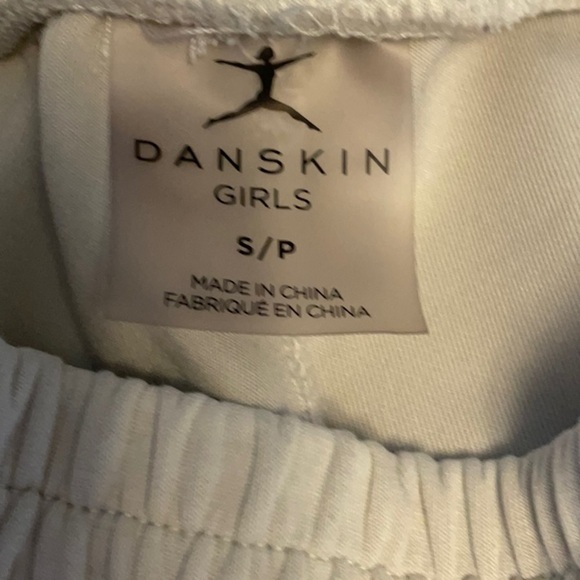 DANSKIN
GIRLS
S/P
MADE IN CHINA
FABRIQUÉ EN CHINA